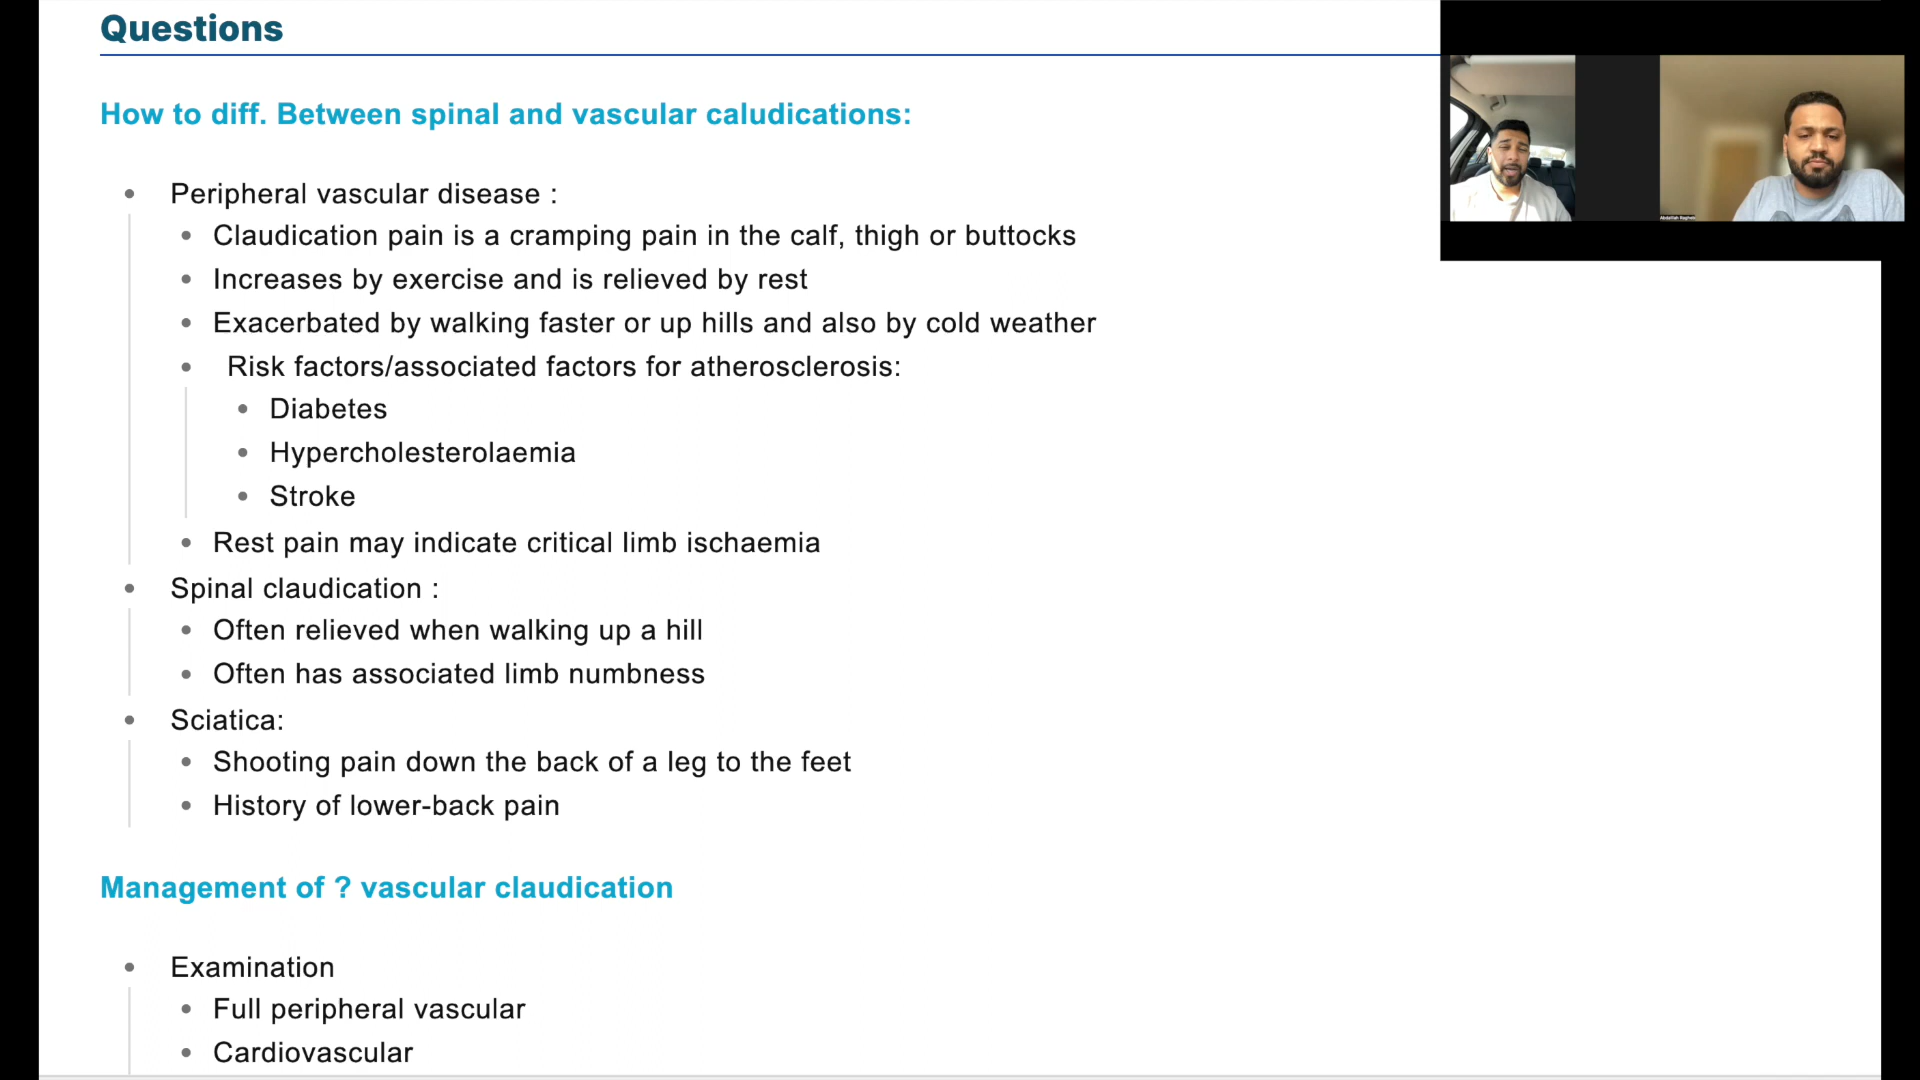 Questions
How to diff. Between spinal and vascular caludications:
Peripheral vascular disease :
Claudication pain is a cramping pain in the calf, thigh or buttocks
Increases by exercise and is relieved by rest
Exacerbated by walking faster or up hills and also by cold weather
Risk factors/associated factors for atherosclerosis:
Diabetes
Hypercholesterolaemia
Stroke
Rest pain may indicate critical limb ischaemia
Spinal claudication :
Often relieved when walking up a hill
Often has associated limb numbness
Sciatica:
Shooting pain down the back of a leg to the feet
History of lower-back pain
Management of ? vascular claudication
Examination
Full peripheral vascular
Cardiovascular